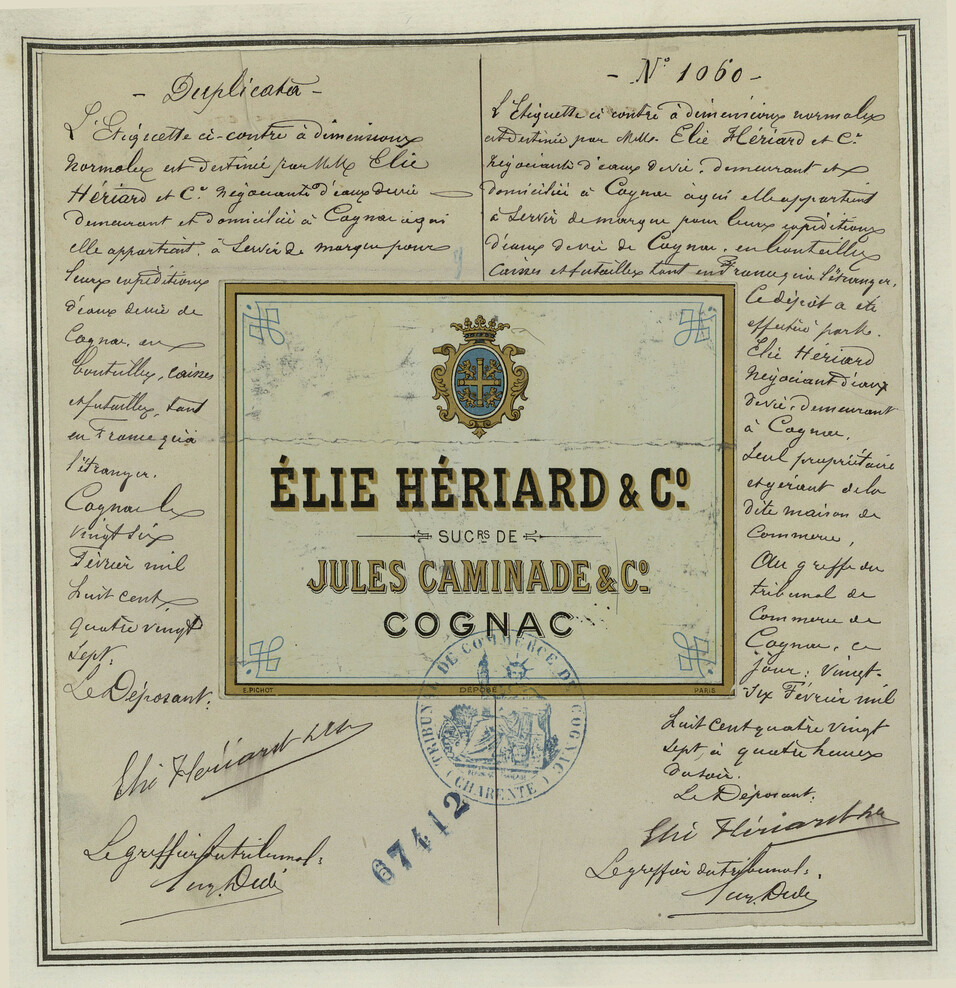 - Duplicata -
L'Etiquette ci-contre à dimensions
normales est destinée par MM Elie
Hériard et Cie Négociants d'eaux de vie
demeurant et domiciliés à Cognac à qui
elle appartient, à Servir de marque pour
leurs expéditions
d'eaux de vie de
Cognac, en
bouteilles, caisses
et futailles, tant
en France qu'à
l'étranger.
Cognac le
vingt six
Février mil
huit cent
quatre vingt
sept.
Le Déposant:
Elie Hériard
Le greffier du tribunal:
- N° 1060 -
L'Etiquette ci contre à dimensions normales
est destinée par MMrs. Elie Hériard et Cie
Négociants d'eaux de vie, demeurant et
domiciliés à Cognac à qui elle appartient
à Servir de marque pour leurs expéditions
d'eaux de vie de Cognac, en bouteilles
caisses et futailles tant en France qu'à l'étranger.
Ce dépôt a été
effectué par le
Elie Hériard
Négociant d'eaux
de vie, demeurant
à Cognac,
Seul propriétaire
et gérant de la
dite maison de
Commerce,
Au greffe du
tribunal de
Commerce de
Cognac, ce
jour, vingt-
six Février mil
huit cent quatre vingt
sept, à quatre heures
du soir.
Le Déposant:
Elie Hériard
Le greffier du tribunal:
ÉLIE HÉRIARD & Cº
SUCRS DE
JULES CAMINADE & Cº
COGNAC
E.PICHOT DÉPOSÉ PARIS
TRIBUNAL DE COMMERCE DE COGNAC
(CHARENTE)
67412